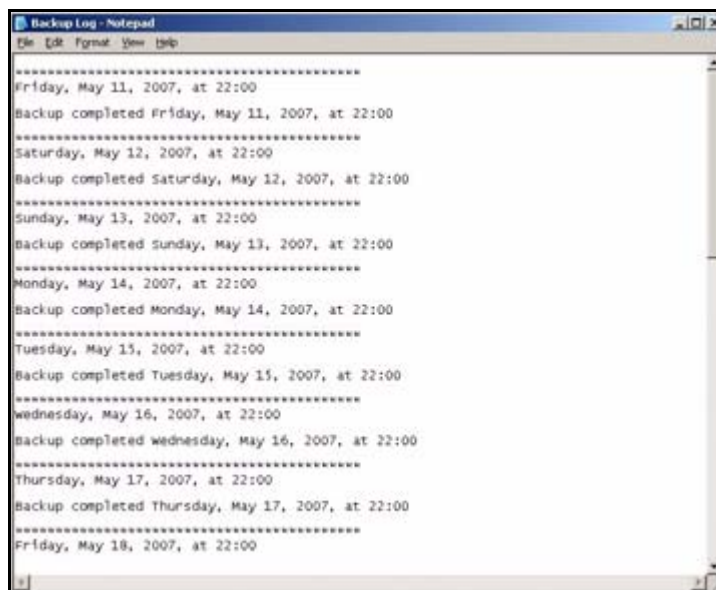 Backup Log - Notepad
File Edit Format View Help
*******************************************
Friday, May 11, 2007, at 22:00
Backup completed Friday, May 11, 2007, at 22:00
*******************************************
Saturday, May 12, 2007, at 22:00
Backup completed Saturday, May 12, 2007, at 22:00
*******************************************
Sunday, May 13, 2007, at 22:00
Backup completed Sunday, May 13, 2007, at 22:00
*******************************************
Monday, May 14, 2007, at 22:00
Backup completed Monday, May 14, 2007, at 22:00
*******************************************
Tuesday, May 15, 2007, at 22:00
Backup completed Tuesday, May 15, 2007, at 22:00
*******************************************
Wednesday, May 16, 2007, at 22:00
Backup completed Wednesday, May 16, 2007, at 22:00
*******************************************
Thursday, May 17, 2007, at 22:00
Backup completed Thursday, May 17, 2007, at 22:00
*******************************************
Friday, May 18, 2007, at 22:00